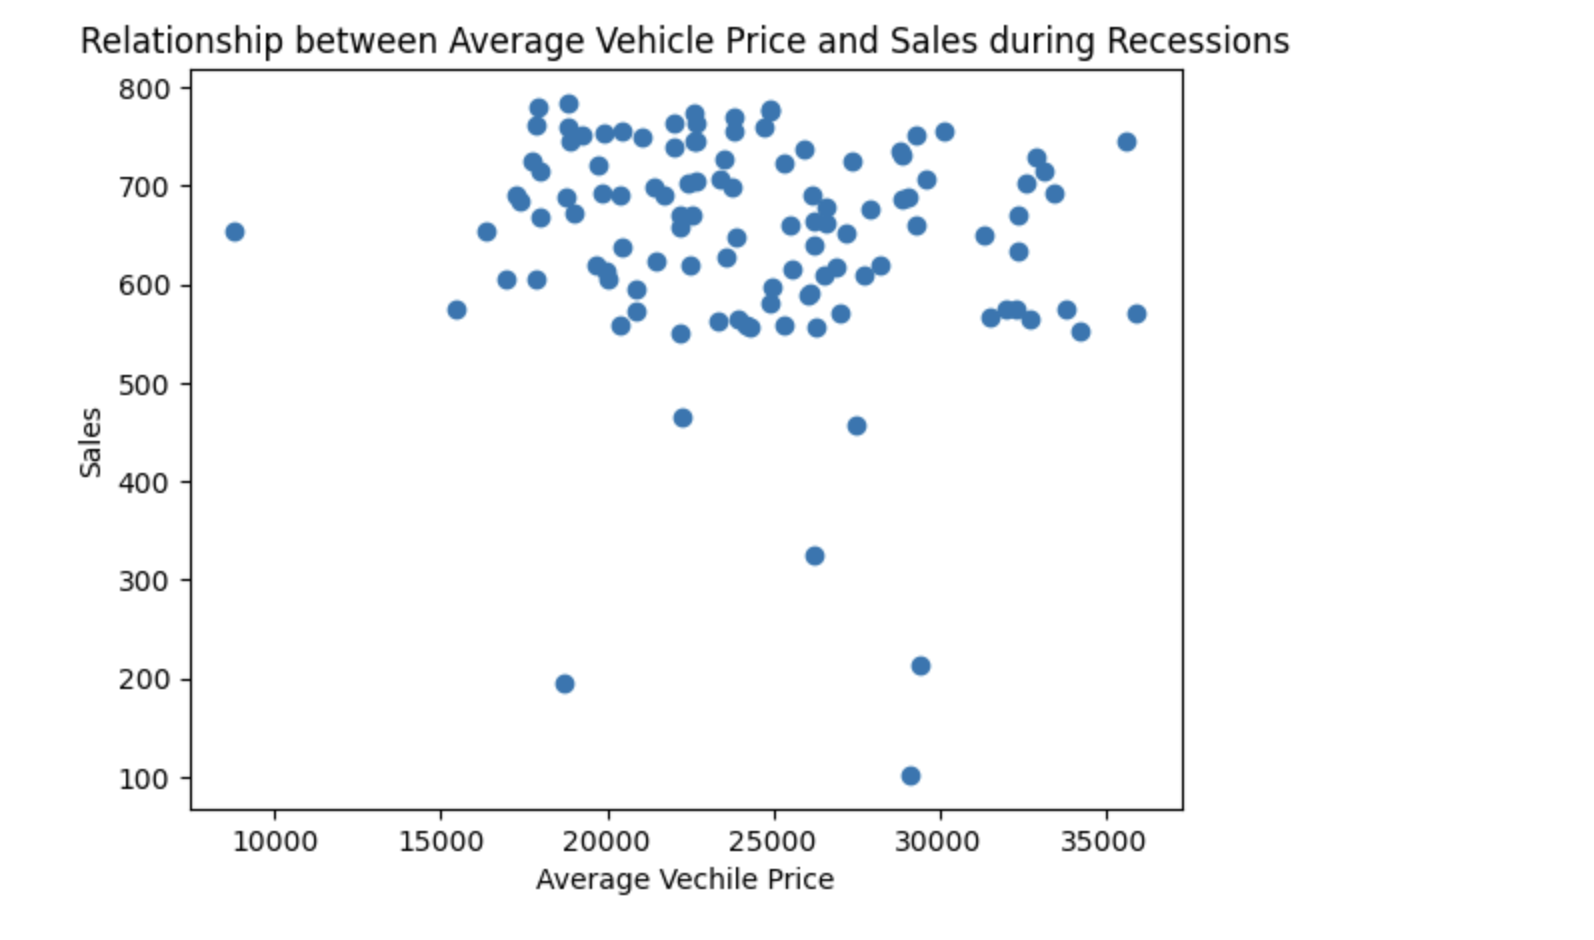 Relationship between Average Vehicle Price and Sales during Recessions
800
700
600
500
400
300
200
100
Sales
10000 15000 20000 25000 30000 35000
Average Vechile Price